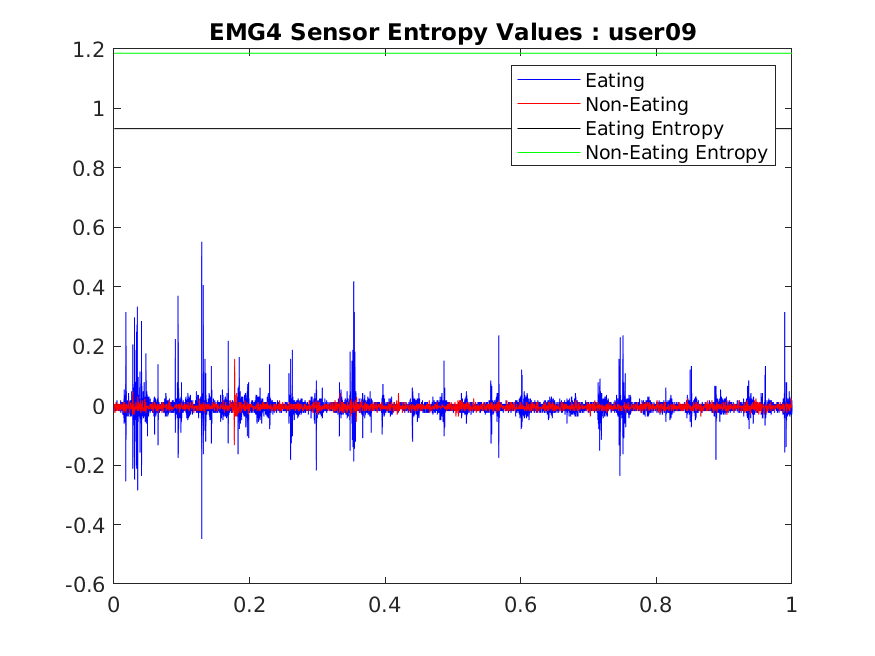 EMG4 Sensor Entropy Values : user09
1.2
1
0.8
0.6
0.4
0.2
0
-0.2
-0.4
-0.6
Eating
Non-Eating
Eating Entropy
Non-Eating Entropy
0 0.2 0.4 0.6 0.8 1